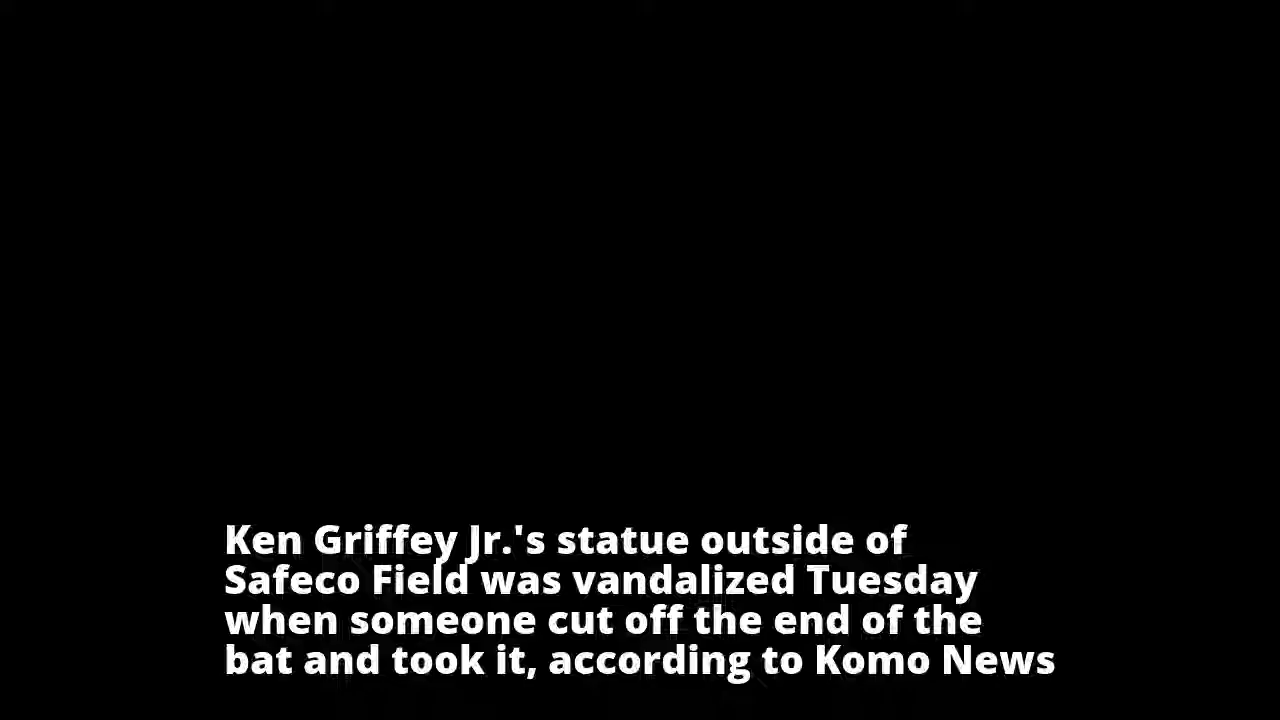 Ken Griffey Jr.'s statue outside of
Safeco Field was vandalized Tuesday
when someone cut off the end of the
bat and took it, according to Komo News